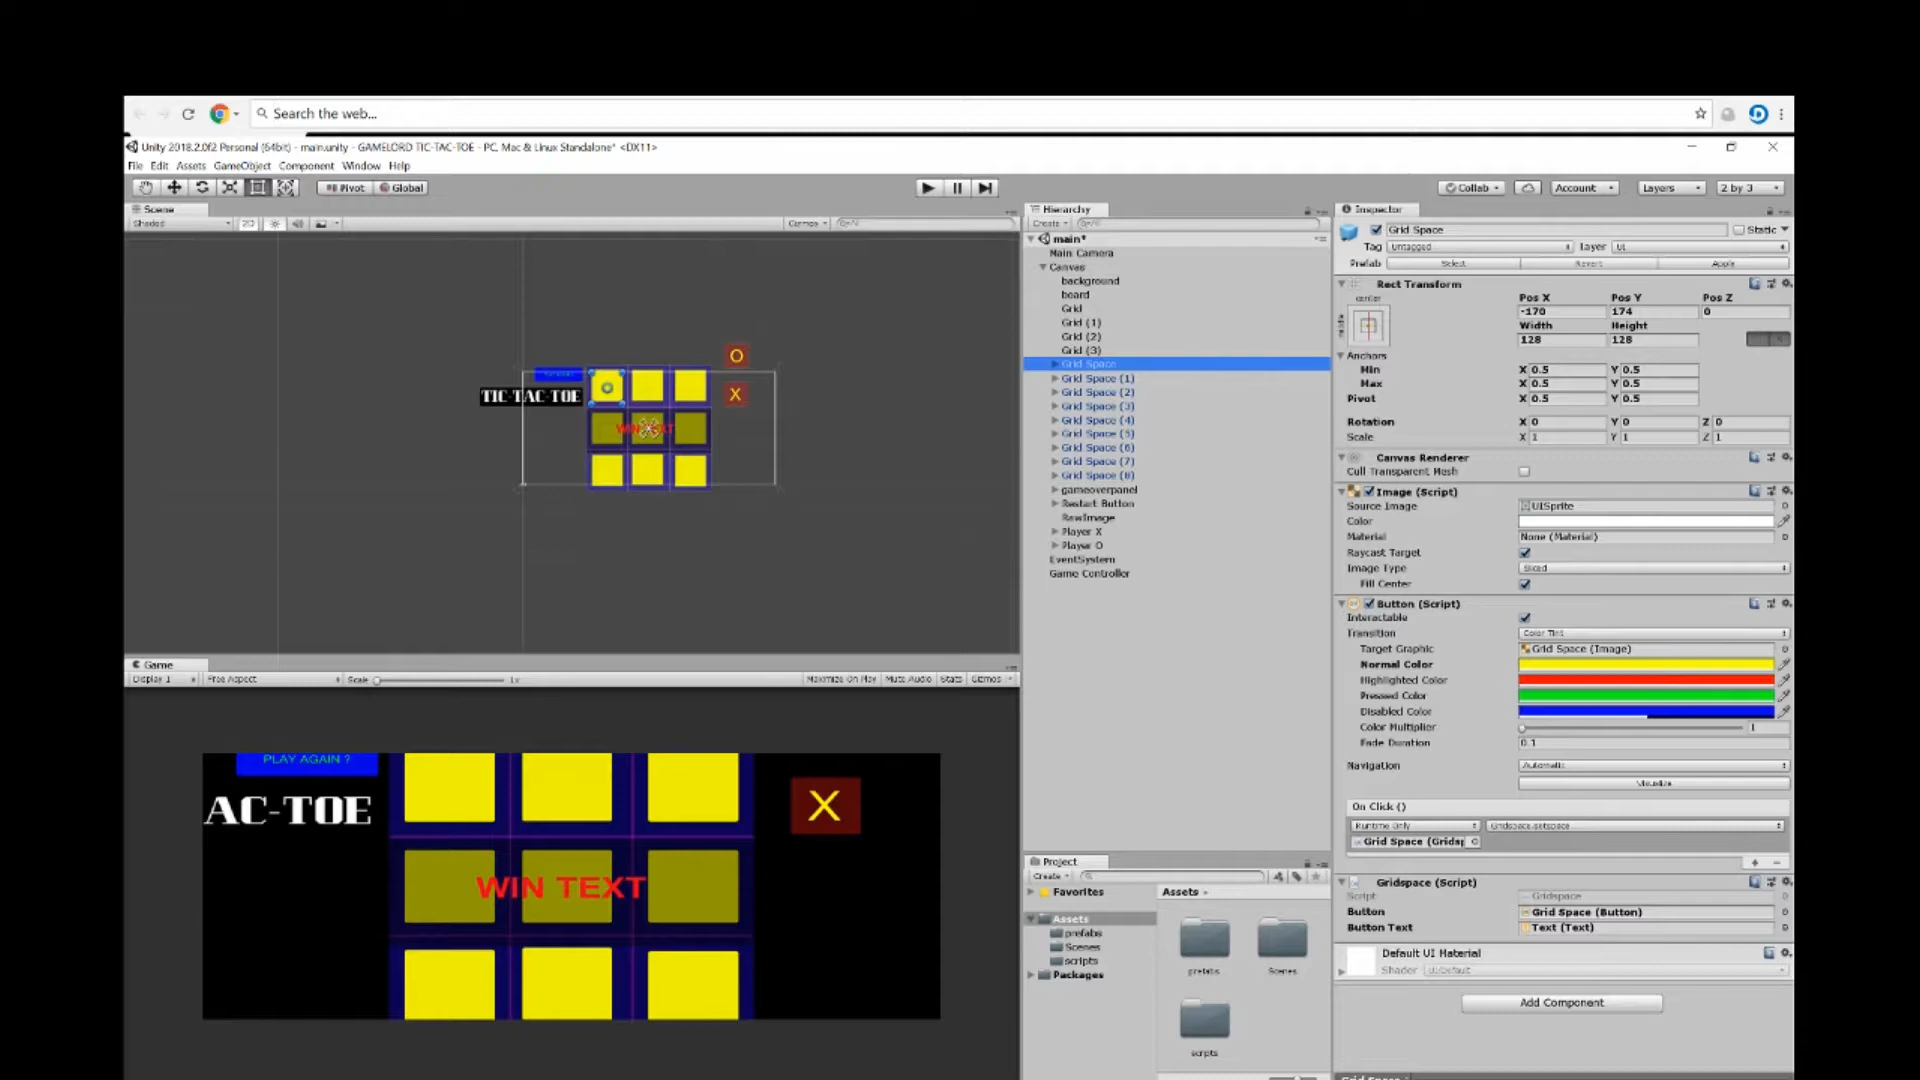 Search the web...
Unity 2018.2.0f2 Personal (64bit) - main.unity - GAMELORD TIC-TAC-TOE - PC, Mac & Linux Standalone* <DX11>
File Edit Assets GameObject Component Window Help
Pivot Global
Collab Account Layers 2 by 3
Scene
Shaded 2D Gizmos
TIC-TAC-TOE
O
X
WIN TEXT
Game
Display 1 Free Aspect Scale 1x Maximize On Play Mute Audio Stats Gizmos
PLAY AGAIN ?
AC-TOE
X
WIN TEXT
Hierarchy
Create
main*
Main Camera
Canvas
background
board
Grid
Grid (1)
Grid (2)
Grid (3)
Grid Space
Grid Space (1)
Grid Space (2)
Grid Space (3)
Grid Space (4)
Grid Space (5)
Grid Space (6)
Grid Space (7)
Grid Space (8)
gameoverpanel
Restart Button
RawImage
Player X
Player O
EventSystem
Game Controller
Project
Create
Favorites
Assets
prefabs
Scenes
scripts
Packages
Assets
prefabs Scenes
scripts
Inspector
Grid Space Static
Tag Untagged Layer UI
Prefab Select Revert Apply
Rect Transform
center Pos X Pos Y Pos Z
-170 174 0
Width Height
128 128
Anchors
Min X 0.5 Y 0.5
Max X 0.5 Y 0.5
Pivot X 0.5 Y 0.5
Rotation X 0 Y 0 Z 0
Scale X 1 Y 1 Z 1
Canvas Renderer
Cull Transparent Mesh
Image (Script)
Source Image UISprite
Color
Material None (Material)
Raycast Target
Image Type Sliced
Fill Center
Button (Script)
Interactable
Transition Color Tint
Target Graphic Grid Space (Image)
Normal Color
Highlighted Color
Pressed Color
Disabled Color
Color Multiplier 1
Fade Duration 0.1
Navigation Automatic
Visualize
On Click ()
Runtime Only Gridspace.setspace
Grid Space (Gridsp
Gridspace (Script)
Script Gridspace
Button Grid Space (Button)
Button Text Text (Text)
Default UI Material
Shader UI/Default
Add Component